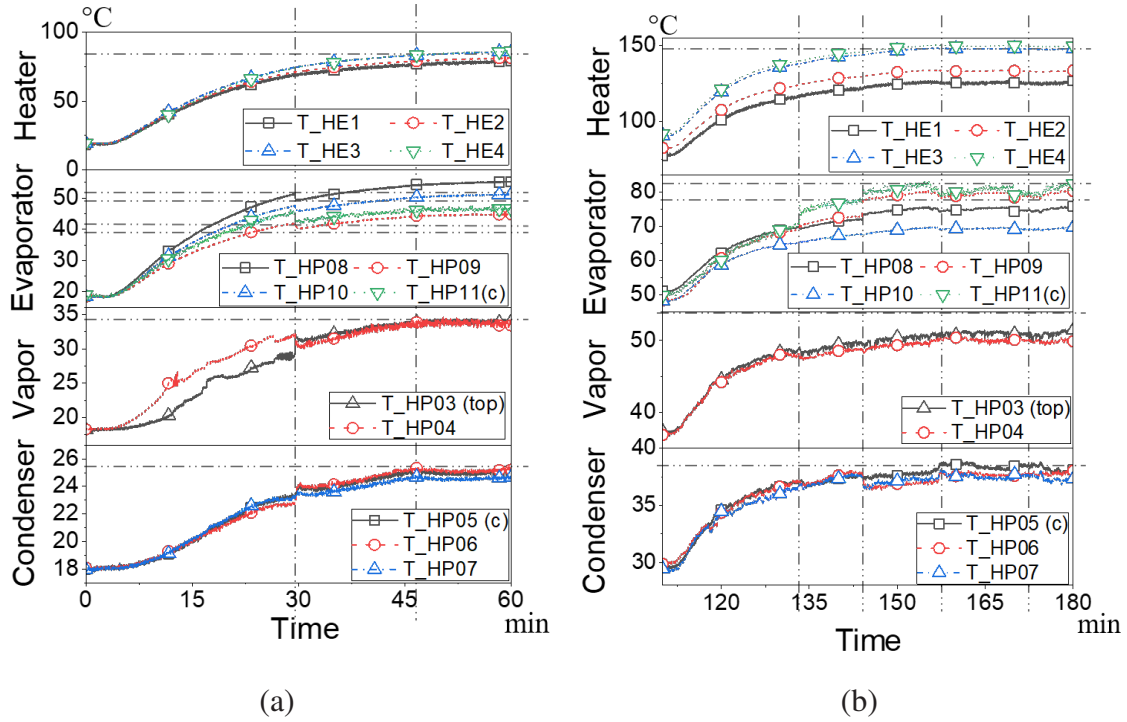 °C
100
50
0
Heater
T_HE1 T_HE2
T_HE3 T_HE4
50
40
30
20
Evaporator
T_HP08 T_HP09
T_HP10 T_HP11(c)
35
30
25
20
Vapor
T_HP03 (top)
T_HP04
26
24
22
20
18
Condenser
T_HP05 (c)
T_HP06
T_HP07
0 15 30 45 60
Time min
(a)
°C
150
100
Heater
T_HE1 T_HE2
T_HE3 T_HE4
80
70
60
50
Evaporator
T_HP08 T_HP09
T_HP10 T_HP11(c)
50
40
Vapor
T_HP03 (top)
T_HP04
40
35
30
Condenser
T_HP05 (c)
T_HP06
T_HP07
120 135 150 165 180
Time min
(b)